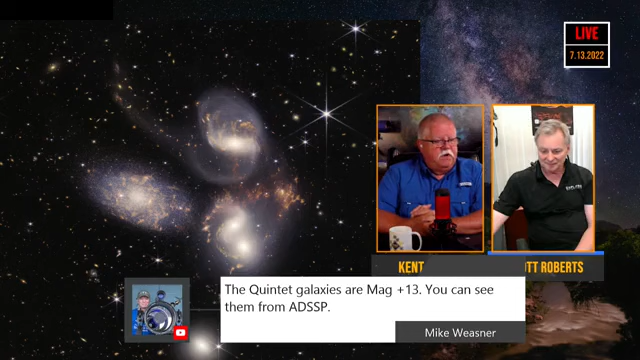 LIVE
7.13.2022
KENT
OTT ROBERTS
The Quintet galaxies are Mag +13. You can see
them from ADSSP.
Mike Weasner